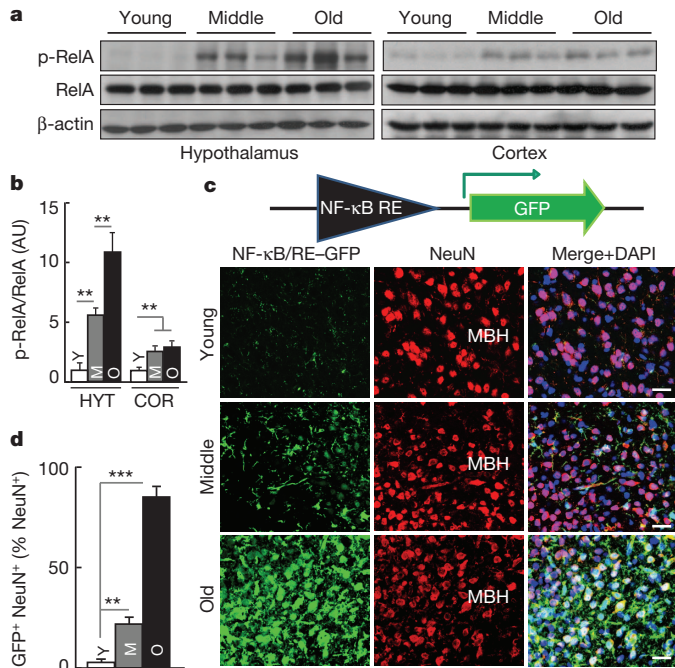 a
Young Middle Old Young Middle Old
p-RelA
RelA
β-actin
Hypothalamus Cortex
b
p-RelA/RelA (AU)
15
10
5
0
**
**
**
Y M O Y M O
HYT COR
c
NF-κB RE GFP
NF-κB/RE–GFP NeuN Merge+DAPI
Young
MBH
Middle
MBH
Old
MBH
d
GFP⁺ NeuN⁺ (% NeuN⁺)
100
50
0
***
**
Y M O